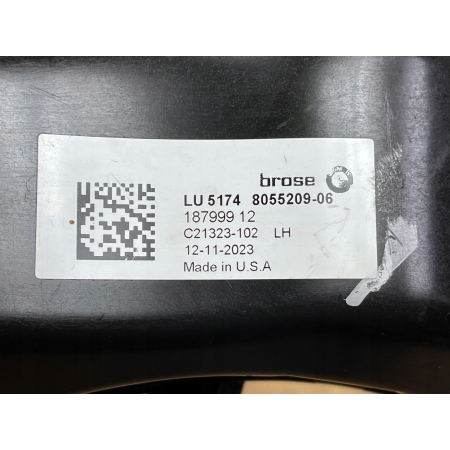 brose
LU 5174 8055209-06
187999 12
C21323-102 LH
12-11-2023
Made in U.S.A